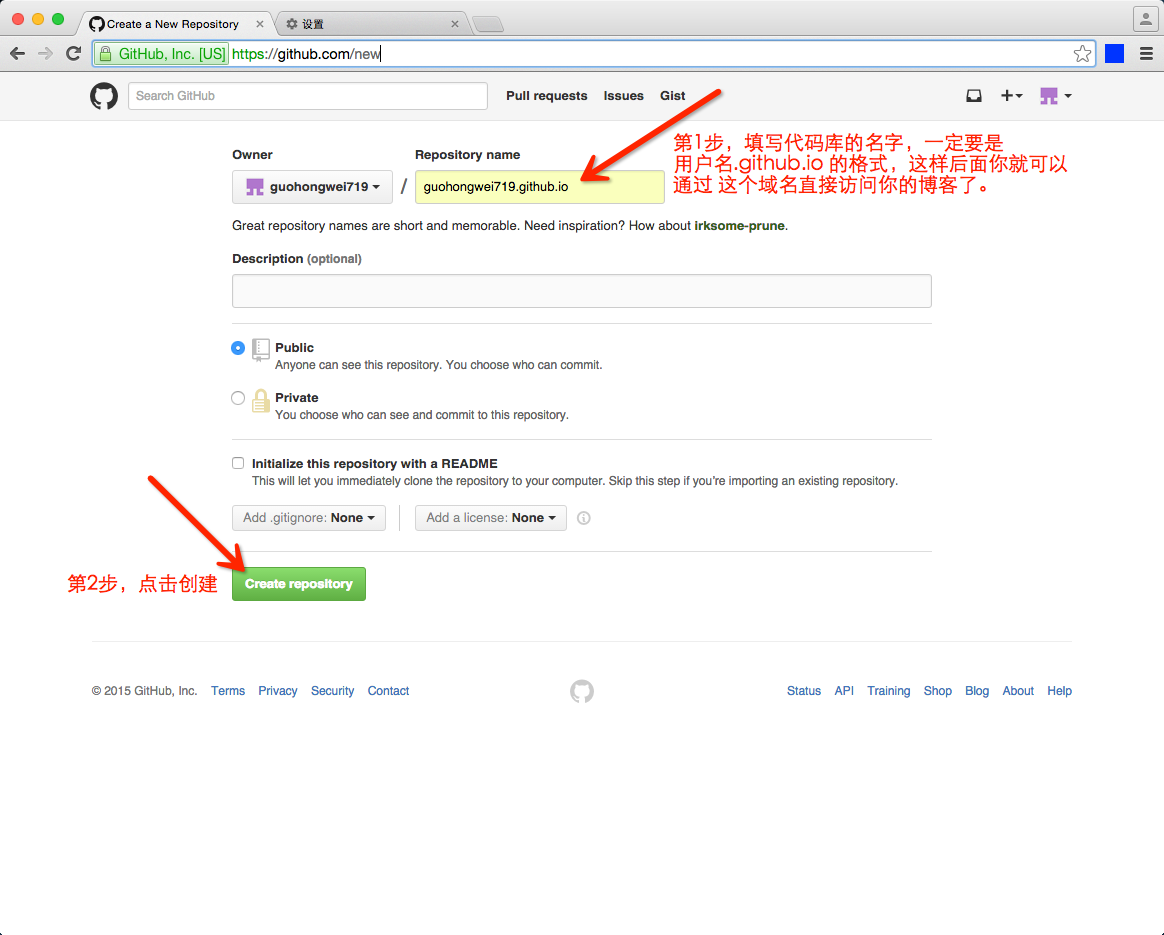 Create a New Repository
设置
GitHub, Inc. [US] https://github.com/new
Search GitHub
Pull requests Issues Gist
第1步，填写代码库的名字，一定要是
用户名.github.io 的格式，这样后面你就可以
通过 这个域名直接访问你的博客了。
Owner
Repository name
guohongwei719 / guohongwei719.github.io
Great repository names are short and memorable. Need inspiration? How about irksome-prune.
Description (optional)
Public
Anyone can see this repository. You choose who can commit.
Private
You choose who can see and commit to this repository.
Initialize this repository with a README
This will let you immediately clone the repository to your computer. Skip this step if you're importing an existing repository.
Add .gitignore: None
Add a license: None
第2步，点击创建
Create repository
© 2015 GitHub, Inc. Terms Privacy Security Contact
Status API Training Shop Blog About Help